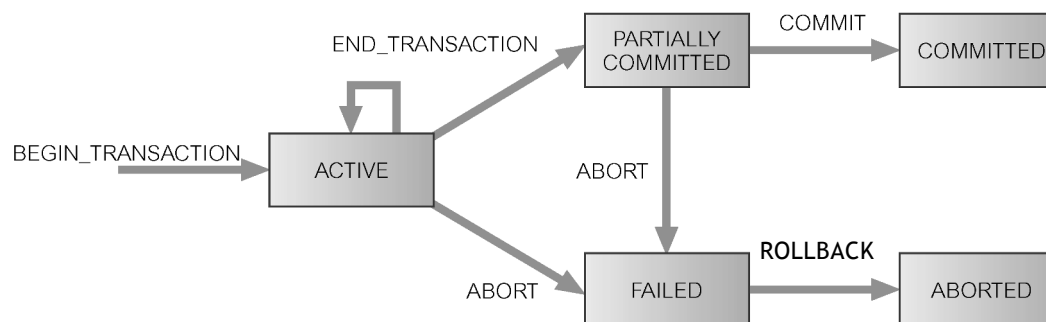 END_TRANSACTION
PARTIALLY
COMMITTED
COMMIT
COMMITTED
BEGIN_TRANSACTION
ACTIVE
ABORT
ABORT
FAILED
ROLLBACK
ABORTED